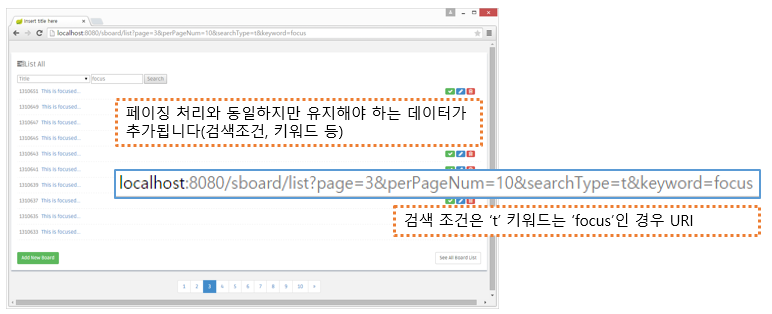 Insert title here
localhost:8080/sboard/list?page=3&perPageNum=10&searchType=t&keyword=focus
List All
Title focus Search
1310651 This is focused...
1310649 This is focused...
페이징 처리와 동일하지만 유지해야 하는 데이터가
추가됩니다(검색조건, 키워드 등)
1310647 This is focused...
1310645 This is focused...
1310643 This is focused...
1310641 This is focused...
localhost:8080/sboard/list?page=3&perPageNum=10&searchType=t&keyword=focus
1310639 This is focused...
1310637 This is focused...
검색 조건은 ‘t’ 키워드는 ‘focus’인 경우 URI
1310635 This is focused...
1310633 This is focused...
Add New Board See All Board List
1 2 3 4 5 6 7 8 9 10 »